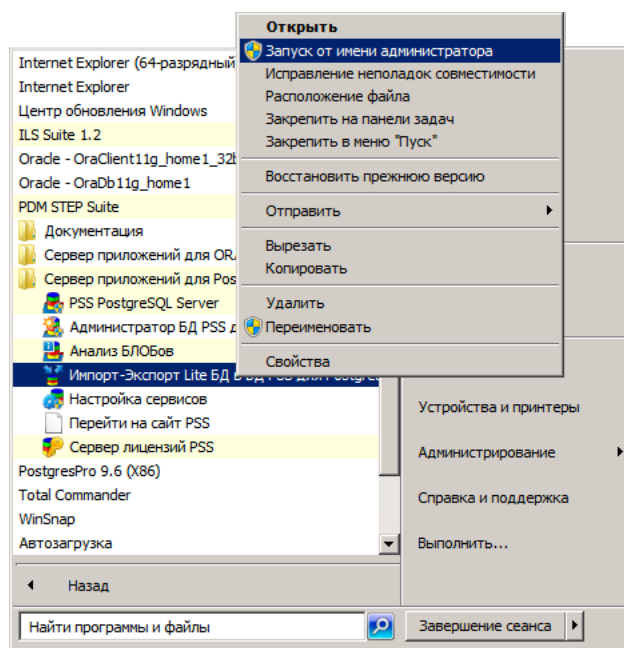 Открыть
Запуск от имени администратора
Исправление неполадок совместимости
Расположение файла
Закрепить на панели задач
Закрепить в меню "Пуск"
Восстановить прежнюю версию
Отправить
Вырезать
Копировать
Удалить
Переименовать
Свойства
Internet Explorer (64-разрядный
Internet Explorer
Центр обновления Windows
ILS Suite 1.2
Oracle - OraClient11g_home1_32b
Oracle - OraDb11g_home1
PDM STEP Suite
Документация
Сервер приложений для OR
Сервер приложений для Pos
PSS PostgreSQL Server
Администратор БД PSS д
Анализ БЛОБов
Импорт-Экспорт Lite БД в БД PSS для Postgres
Настройка сервисов
Перейти на сайт PSS
Сервер лицензий PSS
PostgresPro 9.6 (X86)
Total Commander
WinSnap
Автозагрузка
Назад
Найти программы и файлы
Устройства и принтеры
Администрирование
Справка и поддержка
Выполнить...
Завершение сеанса